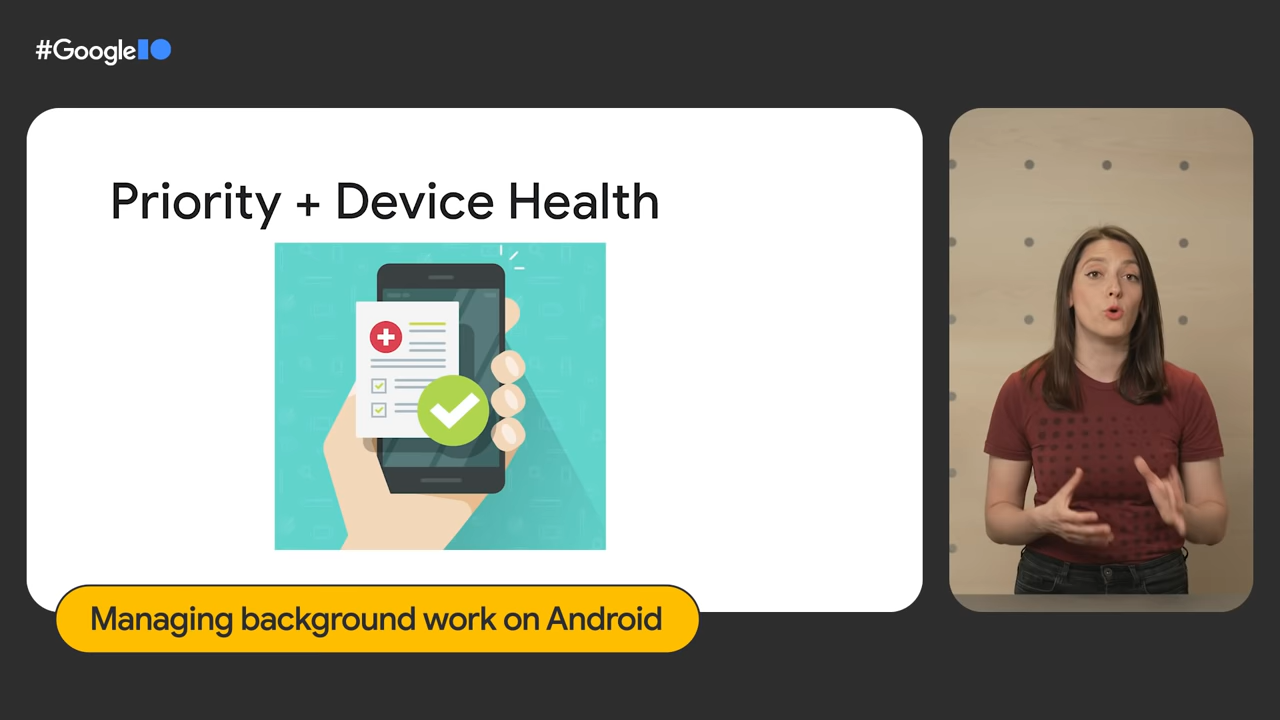 #GoogleIO
Priority + Device Health
Managing background work on Android